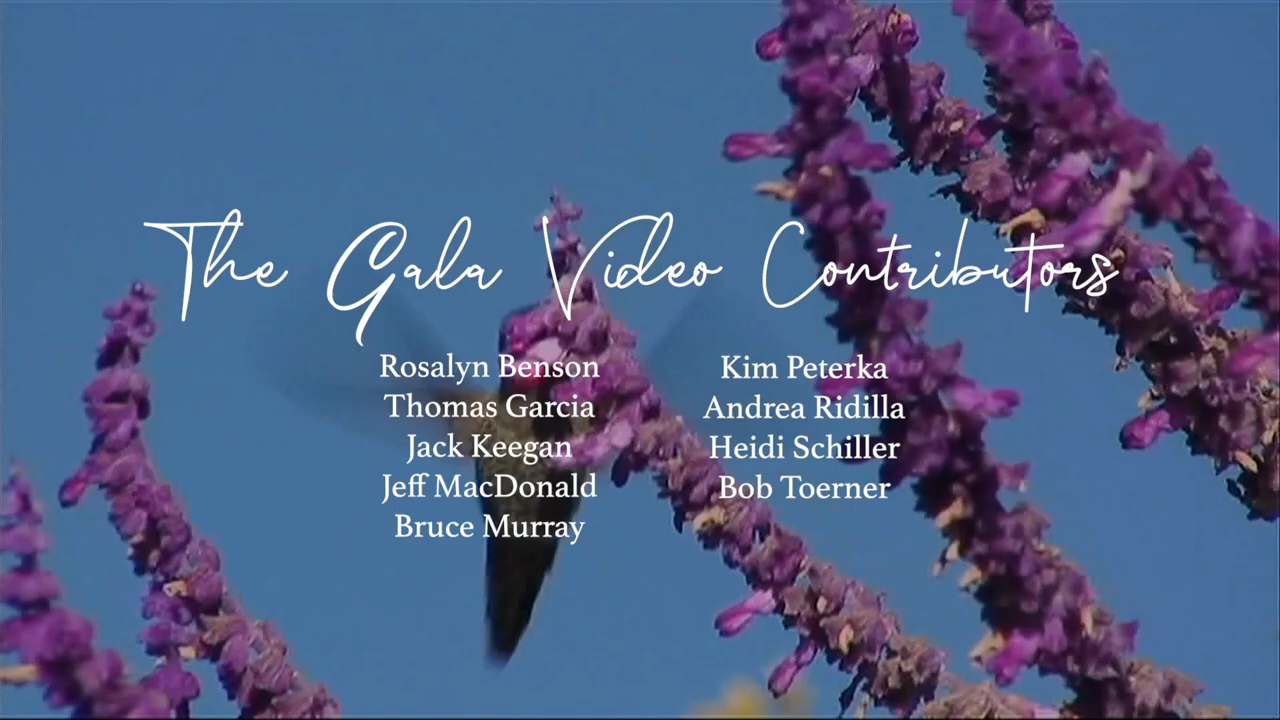 The Gala Video Contributors
Rosalyn Benson
Thomas Garcia
Jack Keegan
Jeff MacDonald
Bruce Murray
Kim Peterka
Andrea Ridilla
Heidi Schiller
Bob Toerner